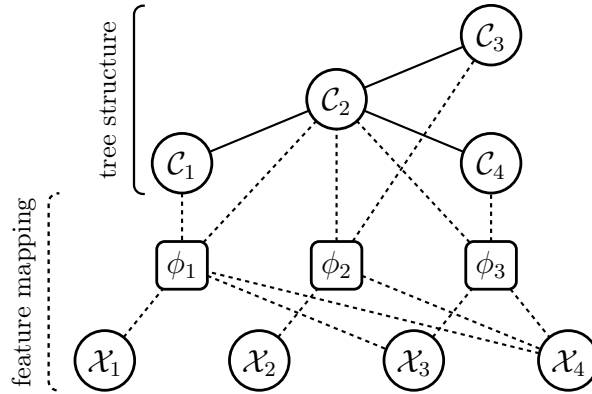 tree structure
feature mapping
𝒞₃
𝒞₂
𝒞₁
𝒞₄
ϕ₁
ϕ₂
ϕ₃
𝒳₁
𝒳₂
𝒳₃
𝒳₄